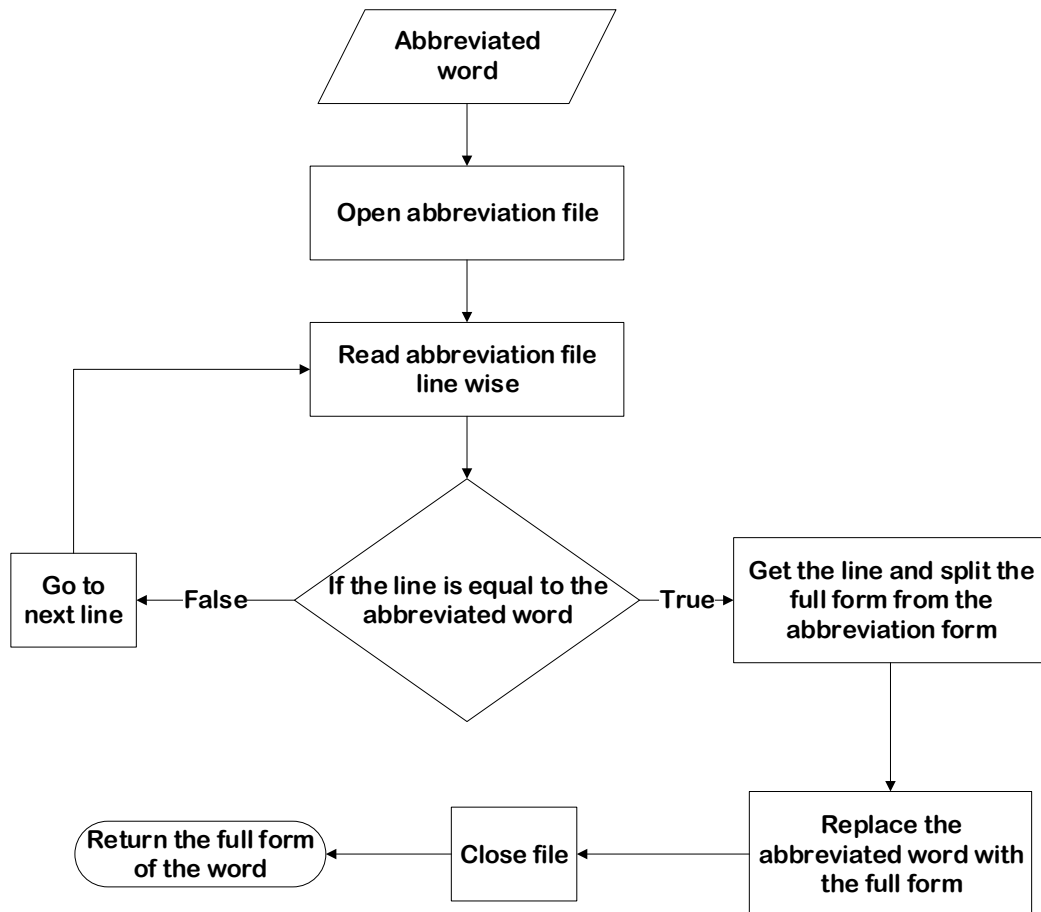 Abbreviated
word
Open abbreviation file
Read abbreviation file
line wise
If the line is equal to the
abbreviated word
False
Go to
next line
True
Get the line and split the
full form from the
abbreviation form
Replace the
abbreviated word with
the full form
Close file
Return the full form
of the word